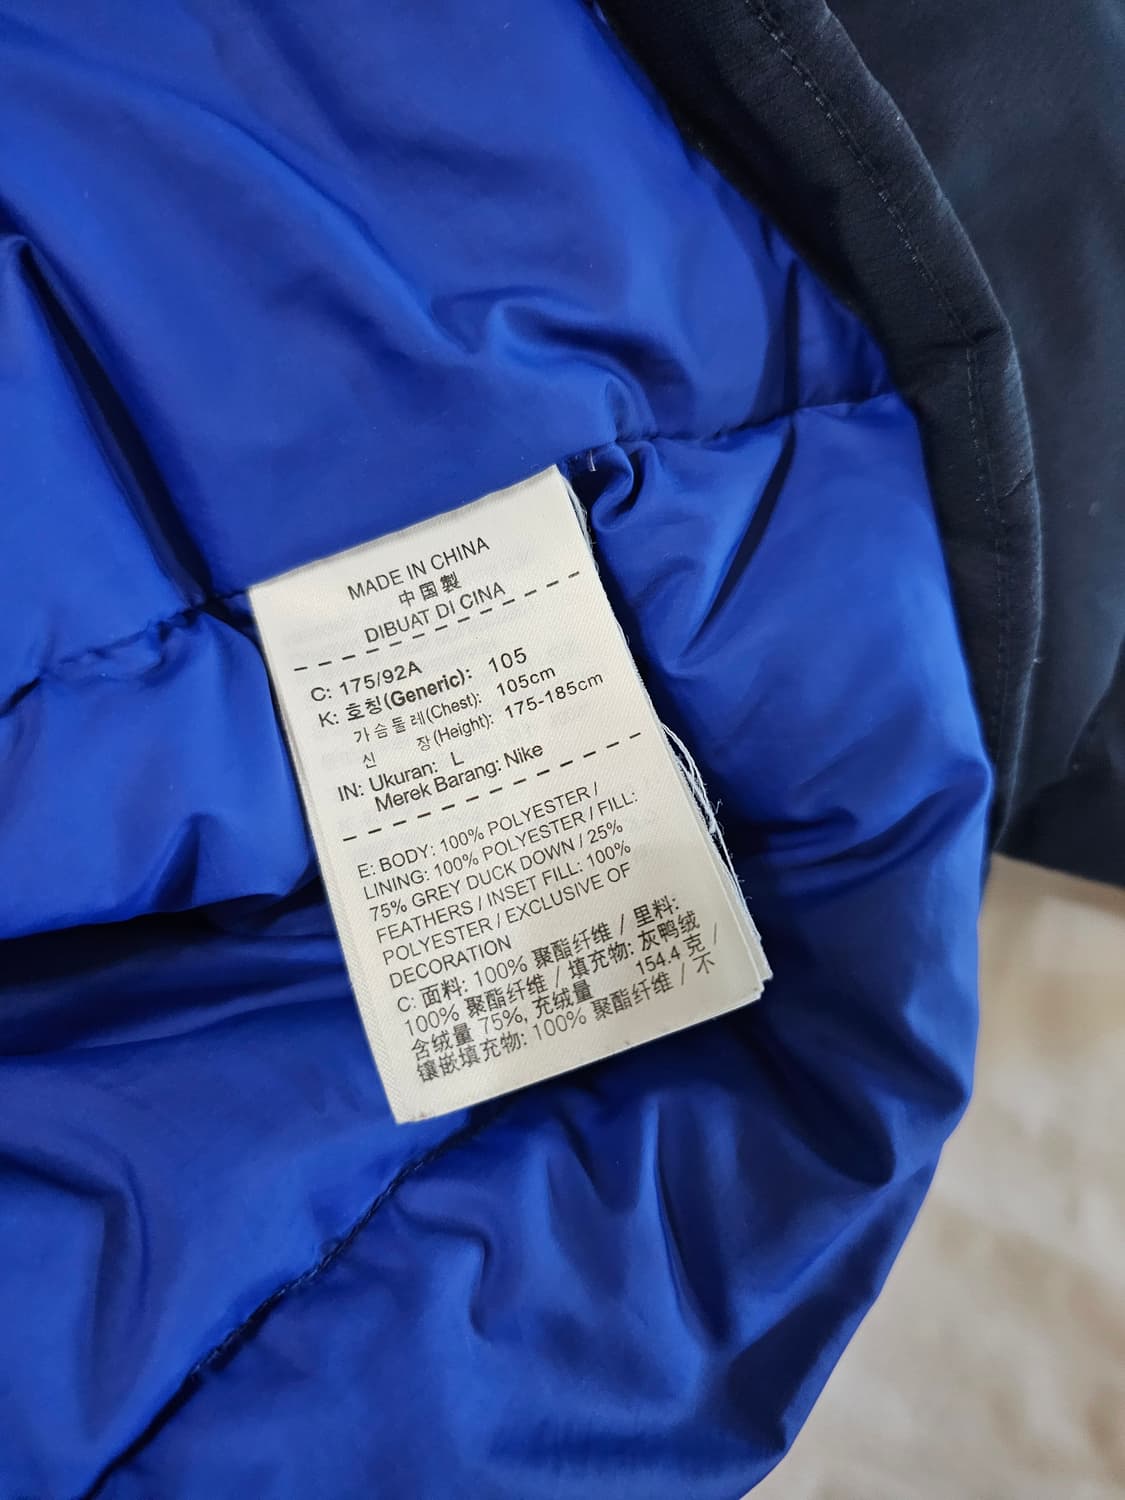 MADE IN CHINA
中国製
DIBUAT DI CINA
C: 175/92A
K: 호칭(Generic): 105
가슴둘레(Chest): 105cm
신 장(Height): 175-185cm
IN: Ukuran: L
Merek Barang: Nike
E: BODY: 100% POLYESTER /
LINING: 100% POLYESTER / FILL:
75% GREY DUCK DOWN / 25%
FEATHERS / INSET FILL: 100%
POLYESTER / EXCLUSIVE OF
DECORATION
C: 面料: 100% 聚酯纤维 / 里料:
100% 聚酯纤维 / 填充物: 灰鸭绒
含绒量 75%, 充绒量 154.4 克 /
镶嵌填充物: 100% 聚酯纤维 / 不